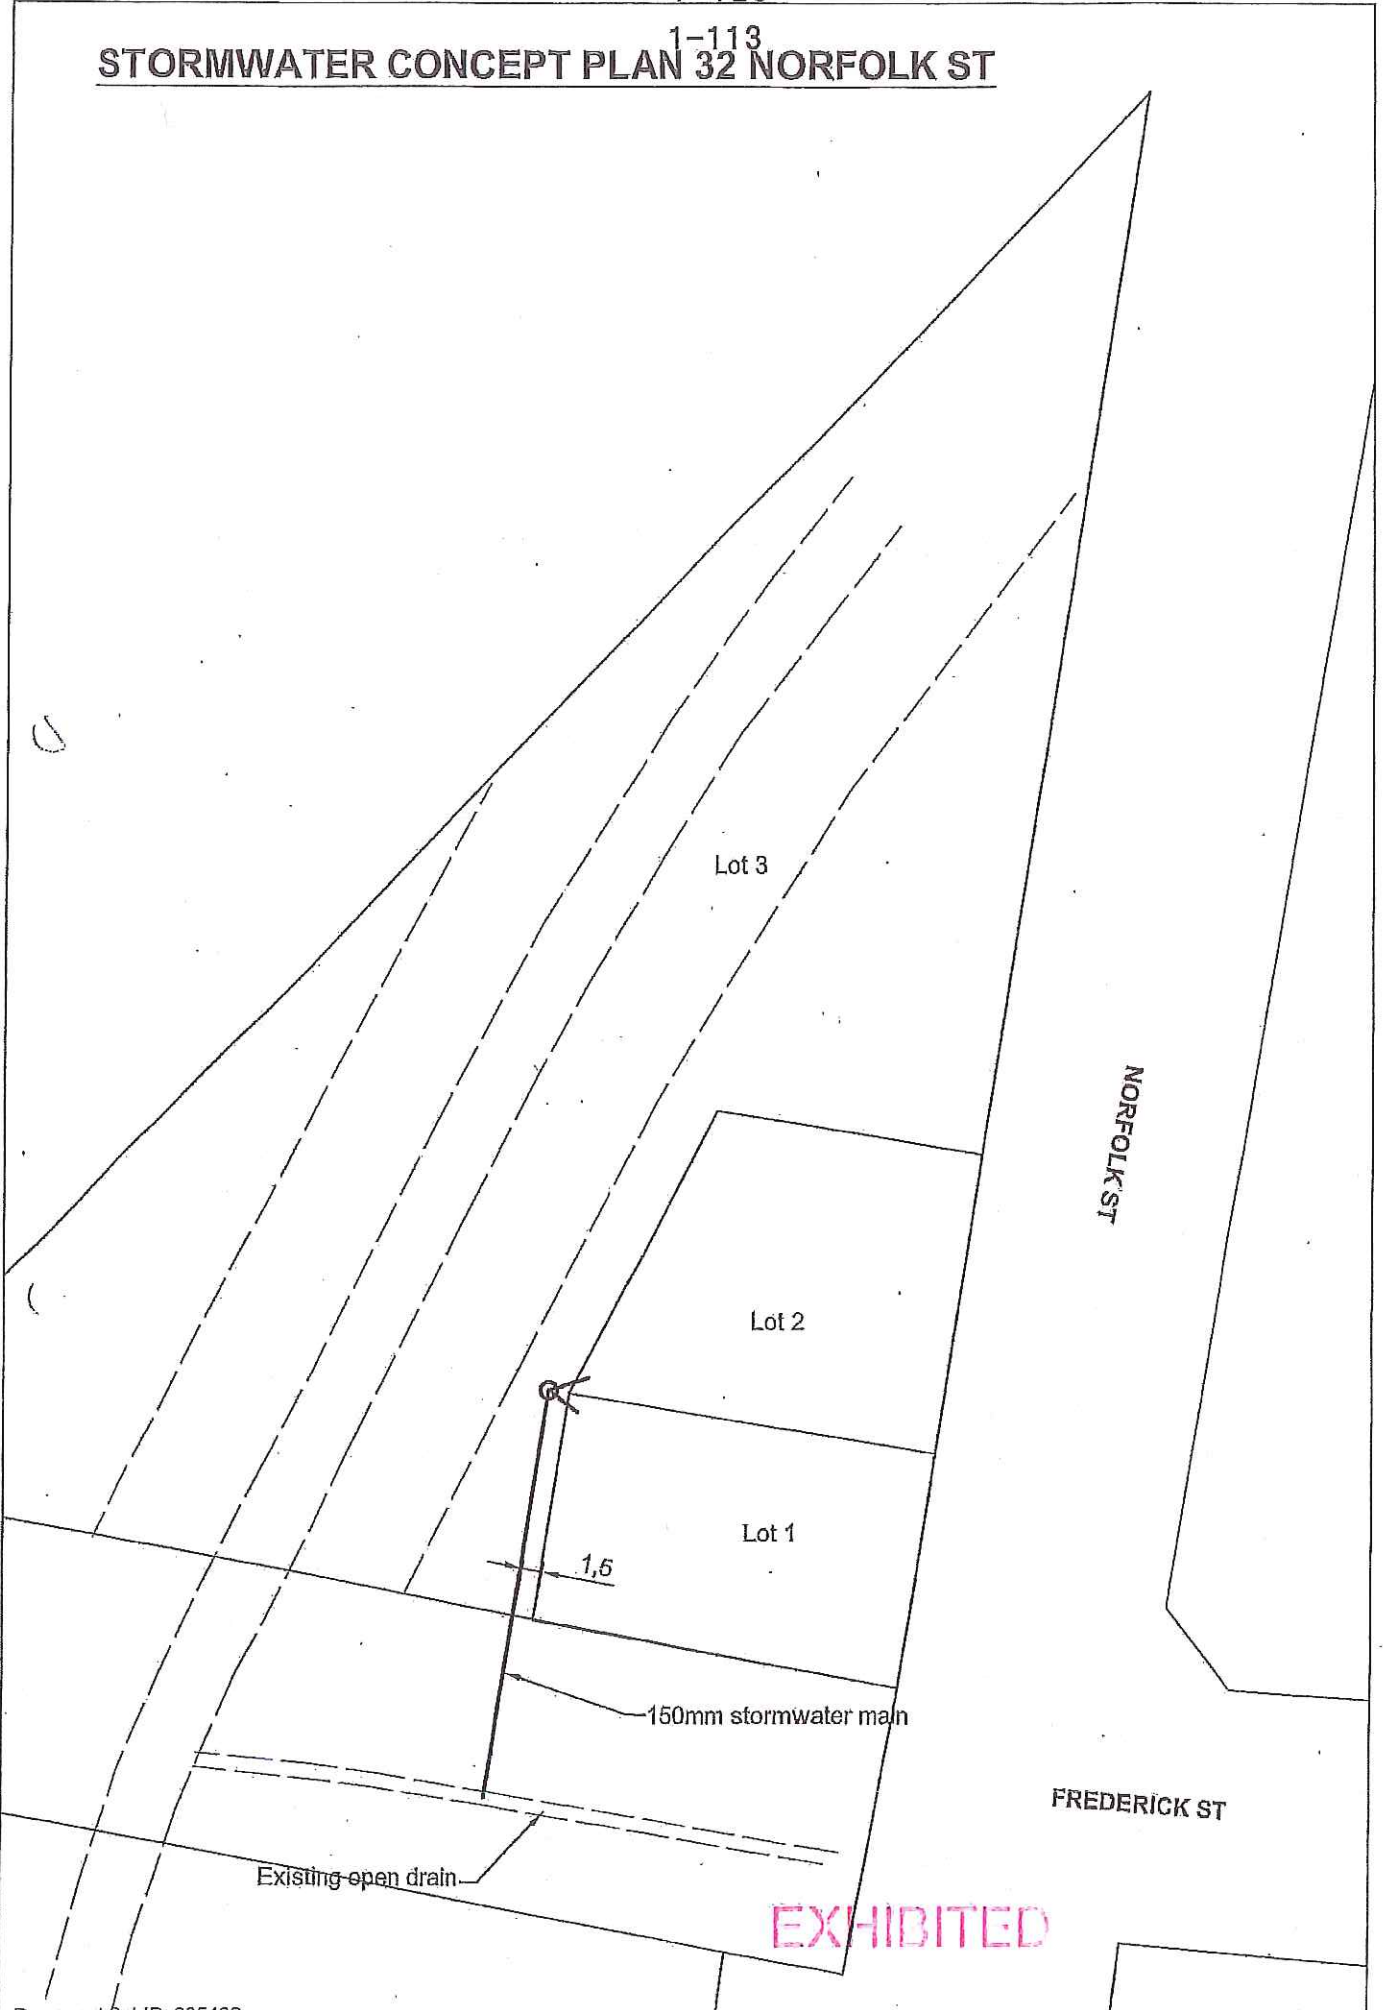 1-113
STORMWATER CONCEPT PLAN 32 NORFOLK ST
Lot 3
NORFOLK ST
Lot 2
Lot 1
1,5
150mm stormwater main
FREDERICK ST
Existing open drain
EXHIBITED